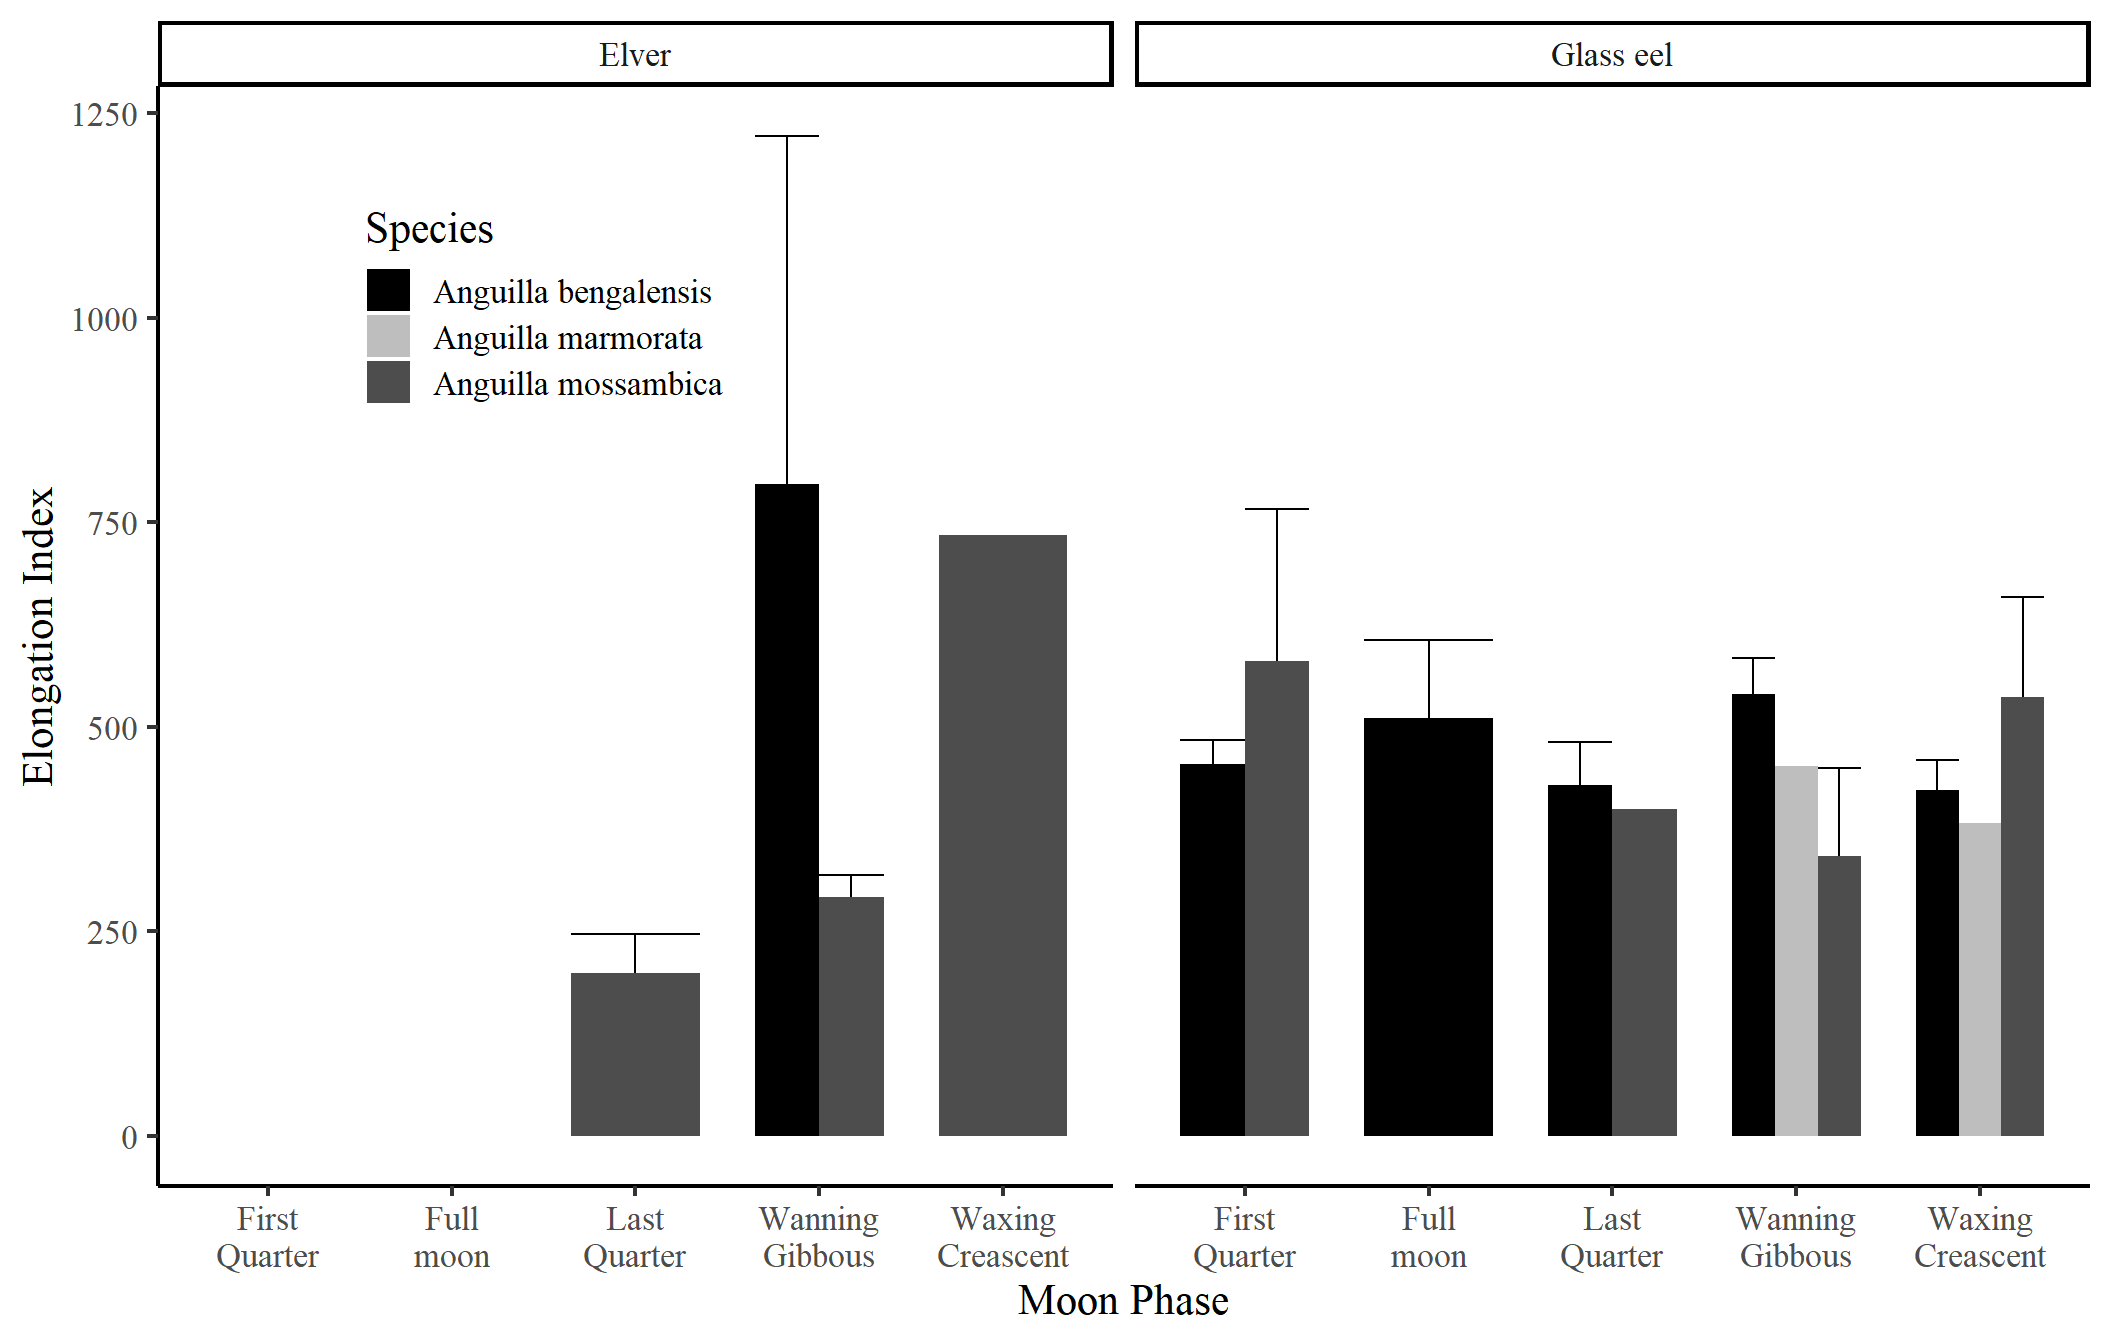 Elver
Glass eel
1250
1000
750
500
250
0
Elongation Index
Species
Anguilla bengalensis
Anguilla marmorata
Anguilla mossambica
First
Quarter
Full
moon
Last
Quarter
Wanning
Gibbous
Waxing
Creascent
First
Quarter
Full
moon
Last
Quarter
Wanning
Gibbous
Waxing
Creascent
Moon Phase